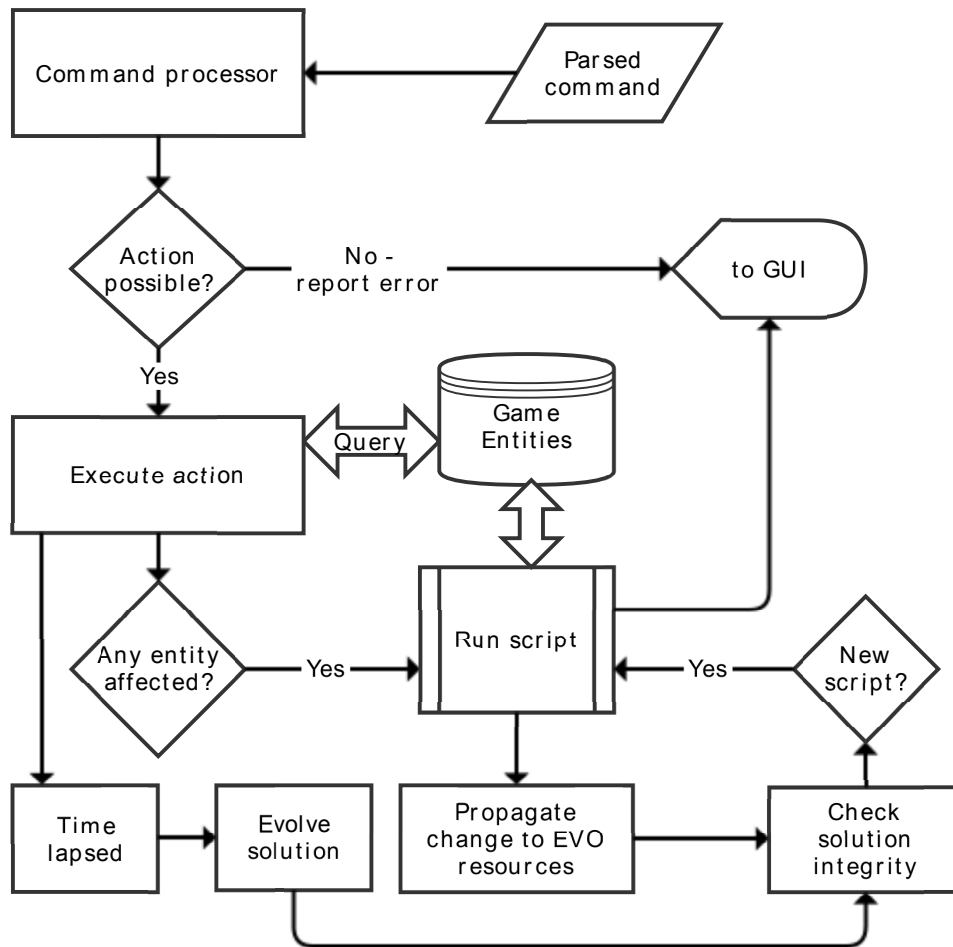 Command processor
Parsed
command
Action
possible?
No -
report error
to GUI
Yes
Game
Entities
Query
Execute action
Any entity
affected?
Yes
Run script
Yes
New
script?
Time
lapsed
Evolve
solution
Propagate
change to EVO
resources
Check
solution
integrity